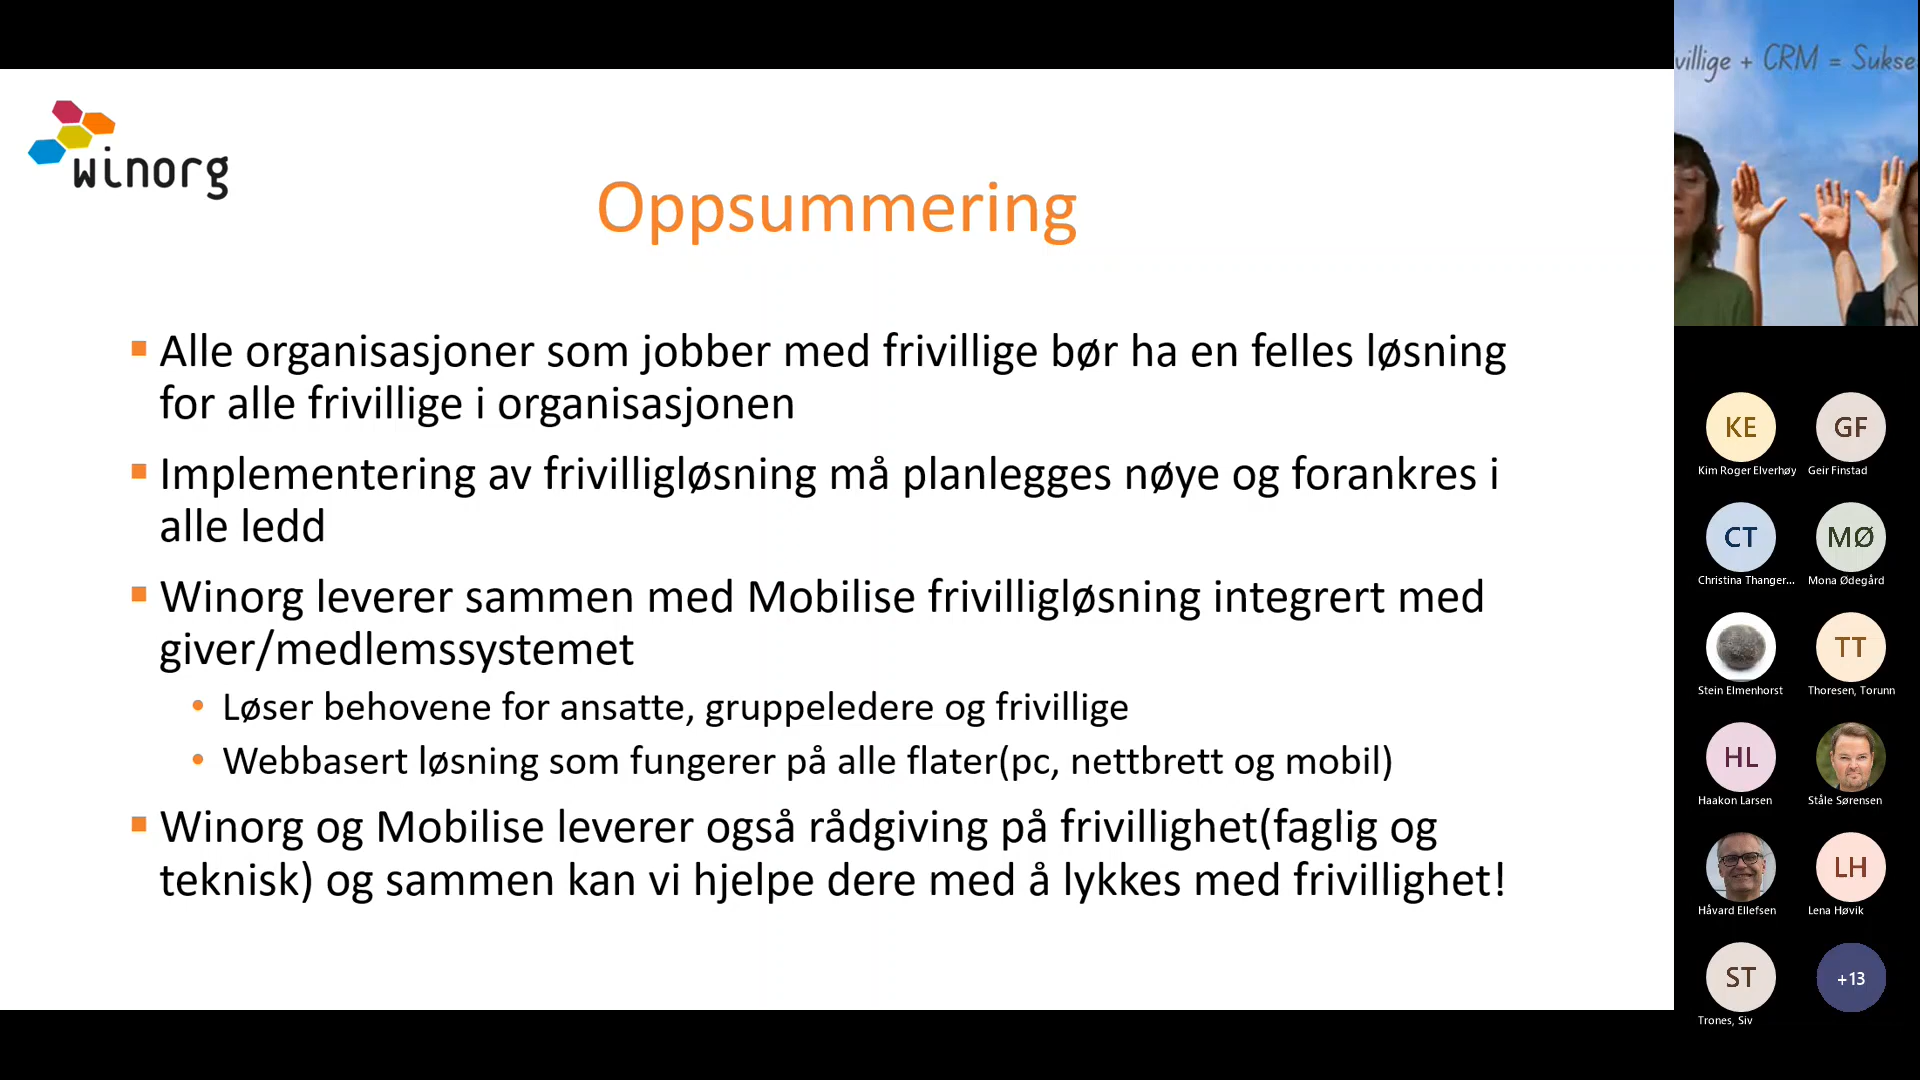 winorg
Oppsummering
Alle organisasjoner som jobber med frivillige bør ha en felles løsning
for alle frivillige i organisasjonen
Implementering av frivilligløsning må planlegges nøye og forankres i
alle ledd
Winorg leverer sammen med Mobilise frivilligløsning integrert med
giver/medlemssystemet
Løser behovene for ansatte, gruppeledere og frivillige
Webbasert løsning som fungerer på alle flater(pc, nettbrett og mobil)
Winorg og Mobilise leverer også rådgiving på frivillighet(faglig og
teknisk) og sammen kan vi hjelpe dere med å lykkes med frivillighet!
villige + CRM = Sukse
KE
GF
Kim Roger Elverhøy
Geir Finstad
CT
MØ
Christina Thanger...
Mona Ødegård
TT
Stein Elmenhorst
Thoresen, Torunn
HL
Haakon Larsen
Ståle Sørensen
LH
Håvard Ellefsen
Lena Høvik
ST
+13
Trones, Siv